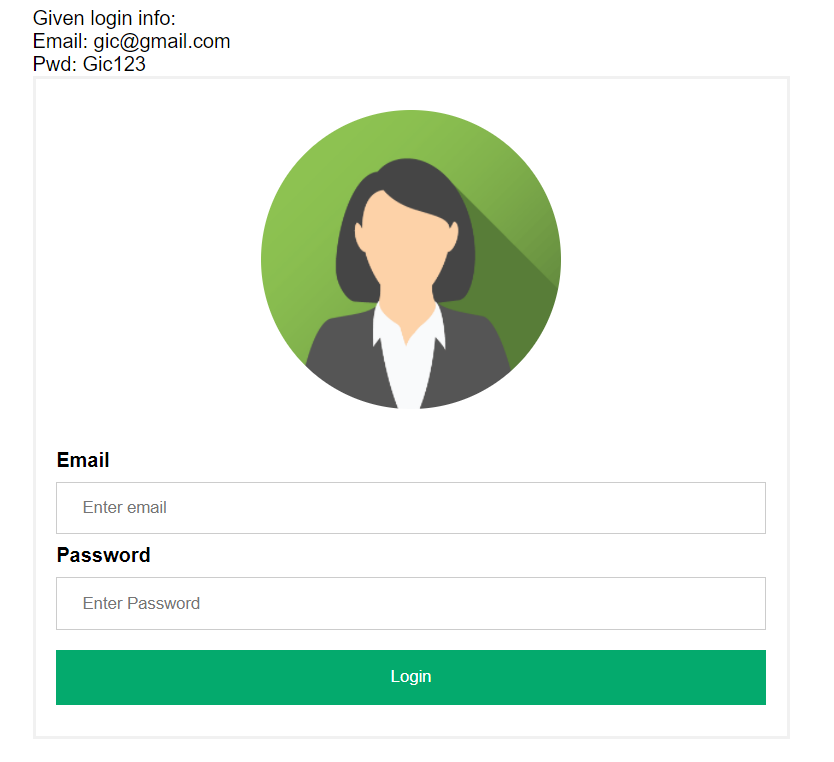 Given login info:
Email: gic@gmail.com
Pwd: Gic123
Email
Enter email
Password
Enter Password
Login